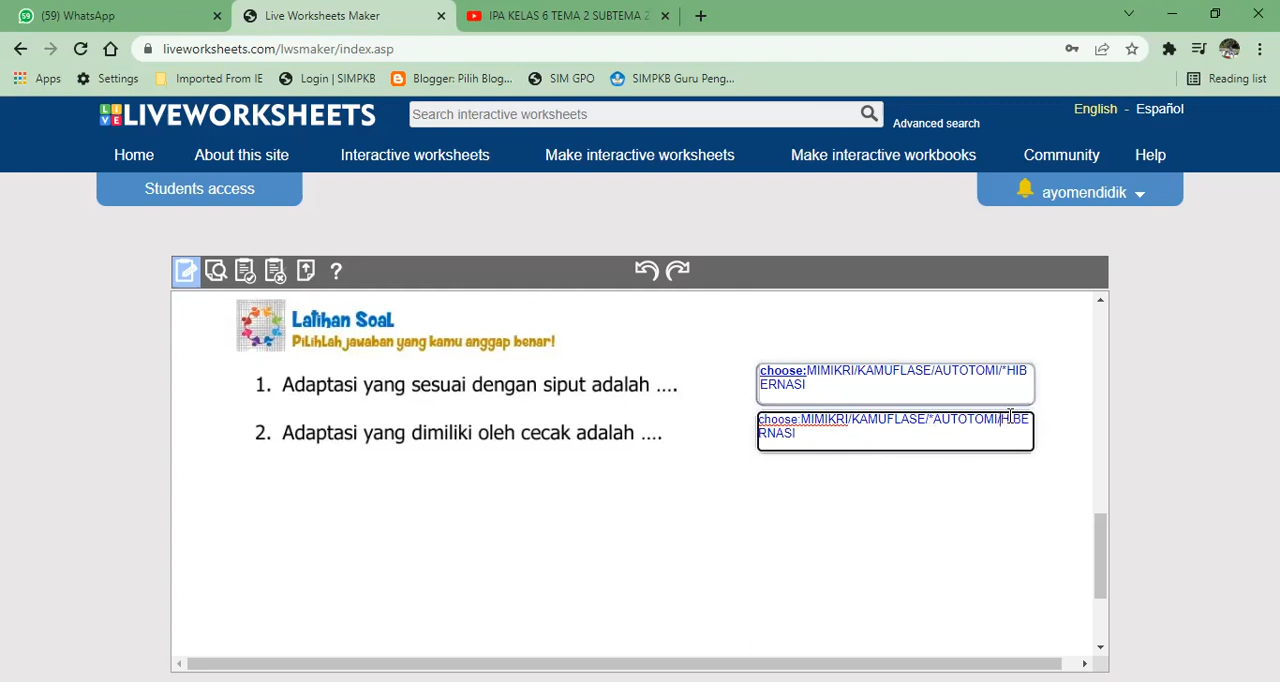 (59) WhatsApp
Live Worksheets Maker
IPA KELAS 6 TEMA 2 SUBTEMA 2
liveworksheets.com/lwsmaker/index.asp
Apps
Settings
Imported From IE
Login | SIMPKB
Blogger: Pilih Blog...
SIM GPO
SIMPKB Guru Peng...
Reading list
LIVE LIVEWORKSHEETS
Search interactive worksheets
Advanced search
English - Español
Home
About this site
Interactive worksheets
Make interactive worksheets
Make interactive workbooks
Community
Help
Students access
ayomendidik
?
Latihan Soal
Pilihlah jawaban yang kamu anggap benar!
1. Adaptasi yang sesuai dengan siput adalah ....
choose:MIMIKRI/KAMUFLASE/AUTOTOMI/*HIB
ERNASI
2. Adaptasi yang dimiliki oleh cecak adalah ....
choose:MIMIKRI/KAMUFLASE/*AUTOTOMI/HIBE
RNASI